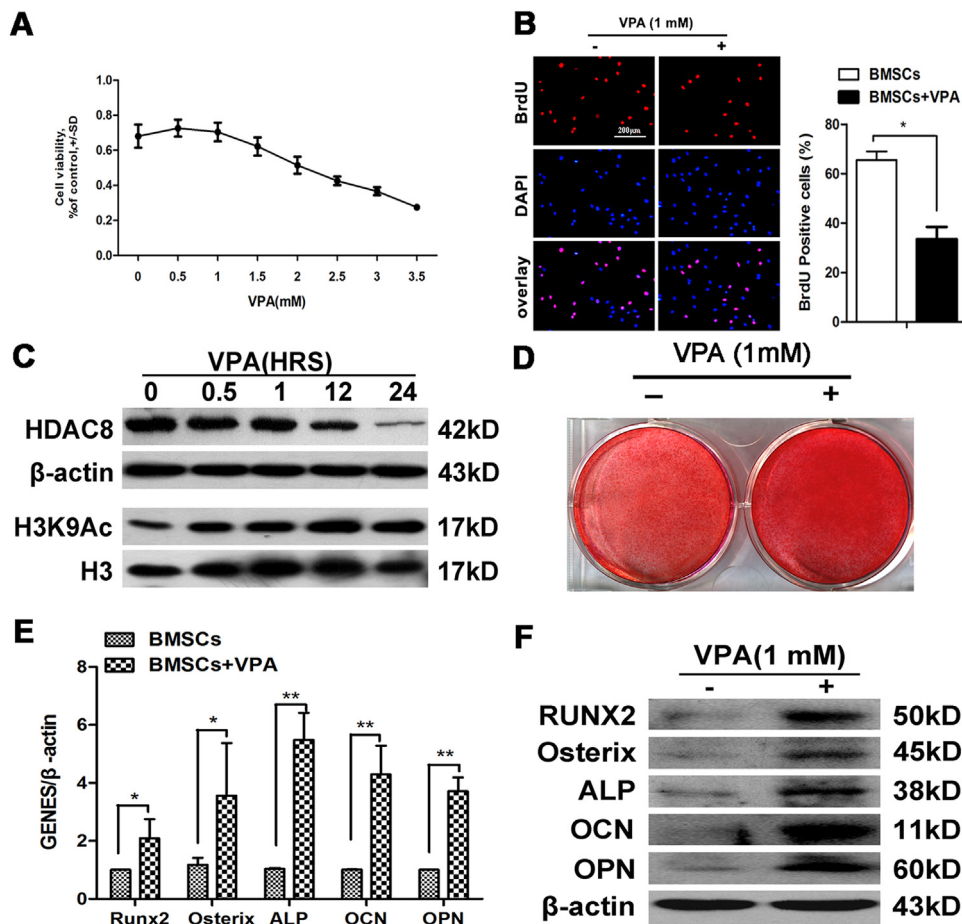 A
Cell viability,
%of control,+/-SD
1.0
0.8
0.6
0.4
0.2
0.0
0 0.5 1 1.5 2 2.5 3 3.5
VPA(mM)
B
VPA (1 mM)
- +
BrdU
200μm
DAPI
overlay
BMSCs
BMSCs+VPA
BrdU Positive cells (%)
80
60
40
20
0
*
C
VPA(HRS)
0 0.5 1 12 24
HDAC8 42kD
β-actin 43kD
H3K9Ac 17kD
H3 17kD
D
VPA (1mM)
– +
E
BMSCs
BMSCs+VPA
GENES/β -actin
8
6
4
2
0
* * ** ** **
Runx2 Osterix ALP OCN OPN
F
VPA(1 mM)
- +
RUNX2 50kD
Osterix 45kD
ALP 38kD
OCN 11kD
OPN 60kD
β-actin 43kD